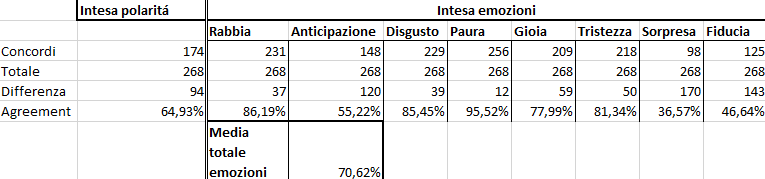 Intesa polaritá Intesa emozioni
Rabbia Anticipazione Disgusto Paura Gioia Tristezza Sorpresa Fiducia
Concordi 174 231 148 229 256 209 218 98 125
Totale 268 268 268 268 268 268 268 268 268
Differenza 94 37 120 39 12 59 50 170 143
Agreement 64,93% 86,19% 55,22% 85,45% 95,52% 77,99% 81,34% 36,57% 46,64%
Media
totale
emozioni 70,62%